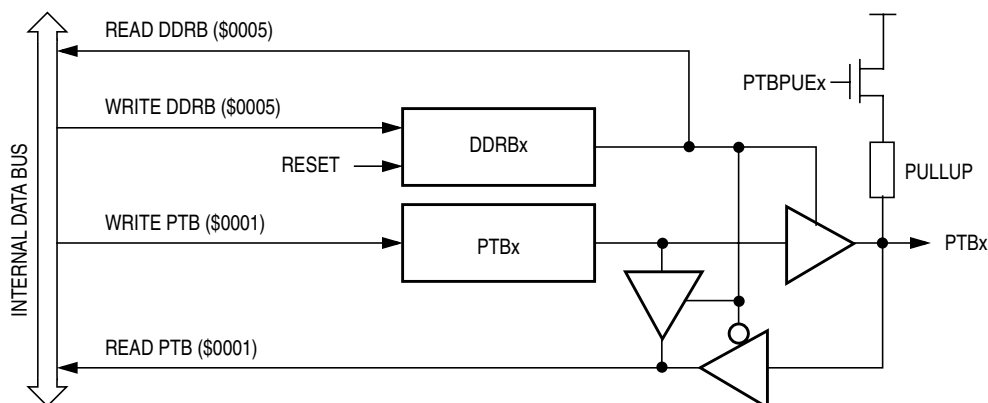 READ DDRB ($0005)
PTBPUEx
WRITE DDRB ($0005)
DDRBx
RESET
PULLUP
INTERNAL DATA BUS
WRITE PTB ($0001)
PTBx
PTBx
READ PTB ($0001)